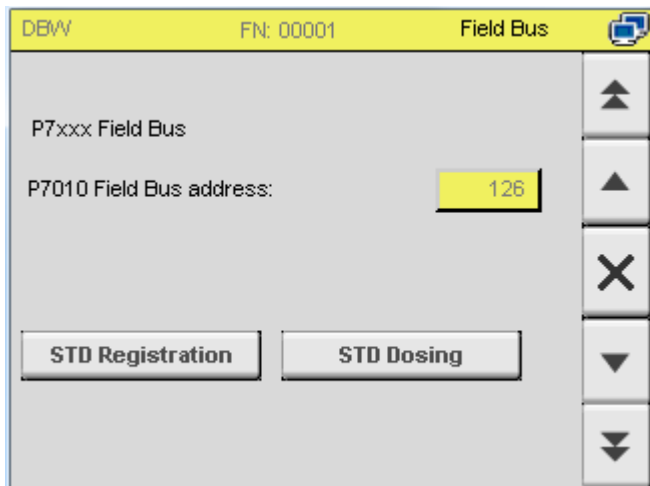 DBW FN: 00001 Field Bus
P7xxx Field Bus
P7010 Field Bus address: 126
STD Registration STD Dosing